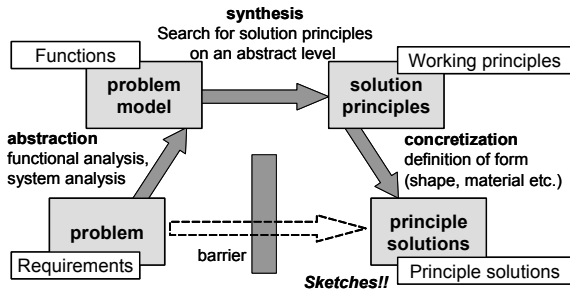 synthesis
Search for solution principles
on an abstract level
Functions
Working principles
problem
model
solution
principles
abstraction
functional analysis,
system analysis
concretization
definition of form
(shape, material etc.)
problem
Requirements
barrier
principle
solutions
Sketches!!
Principle solutions